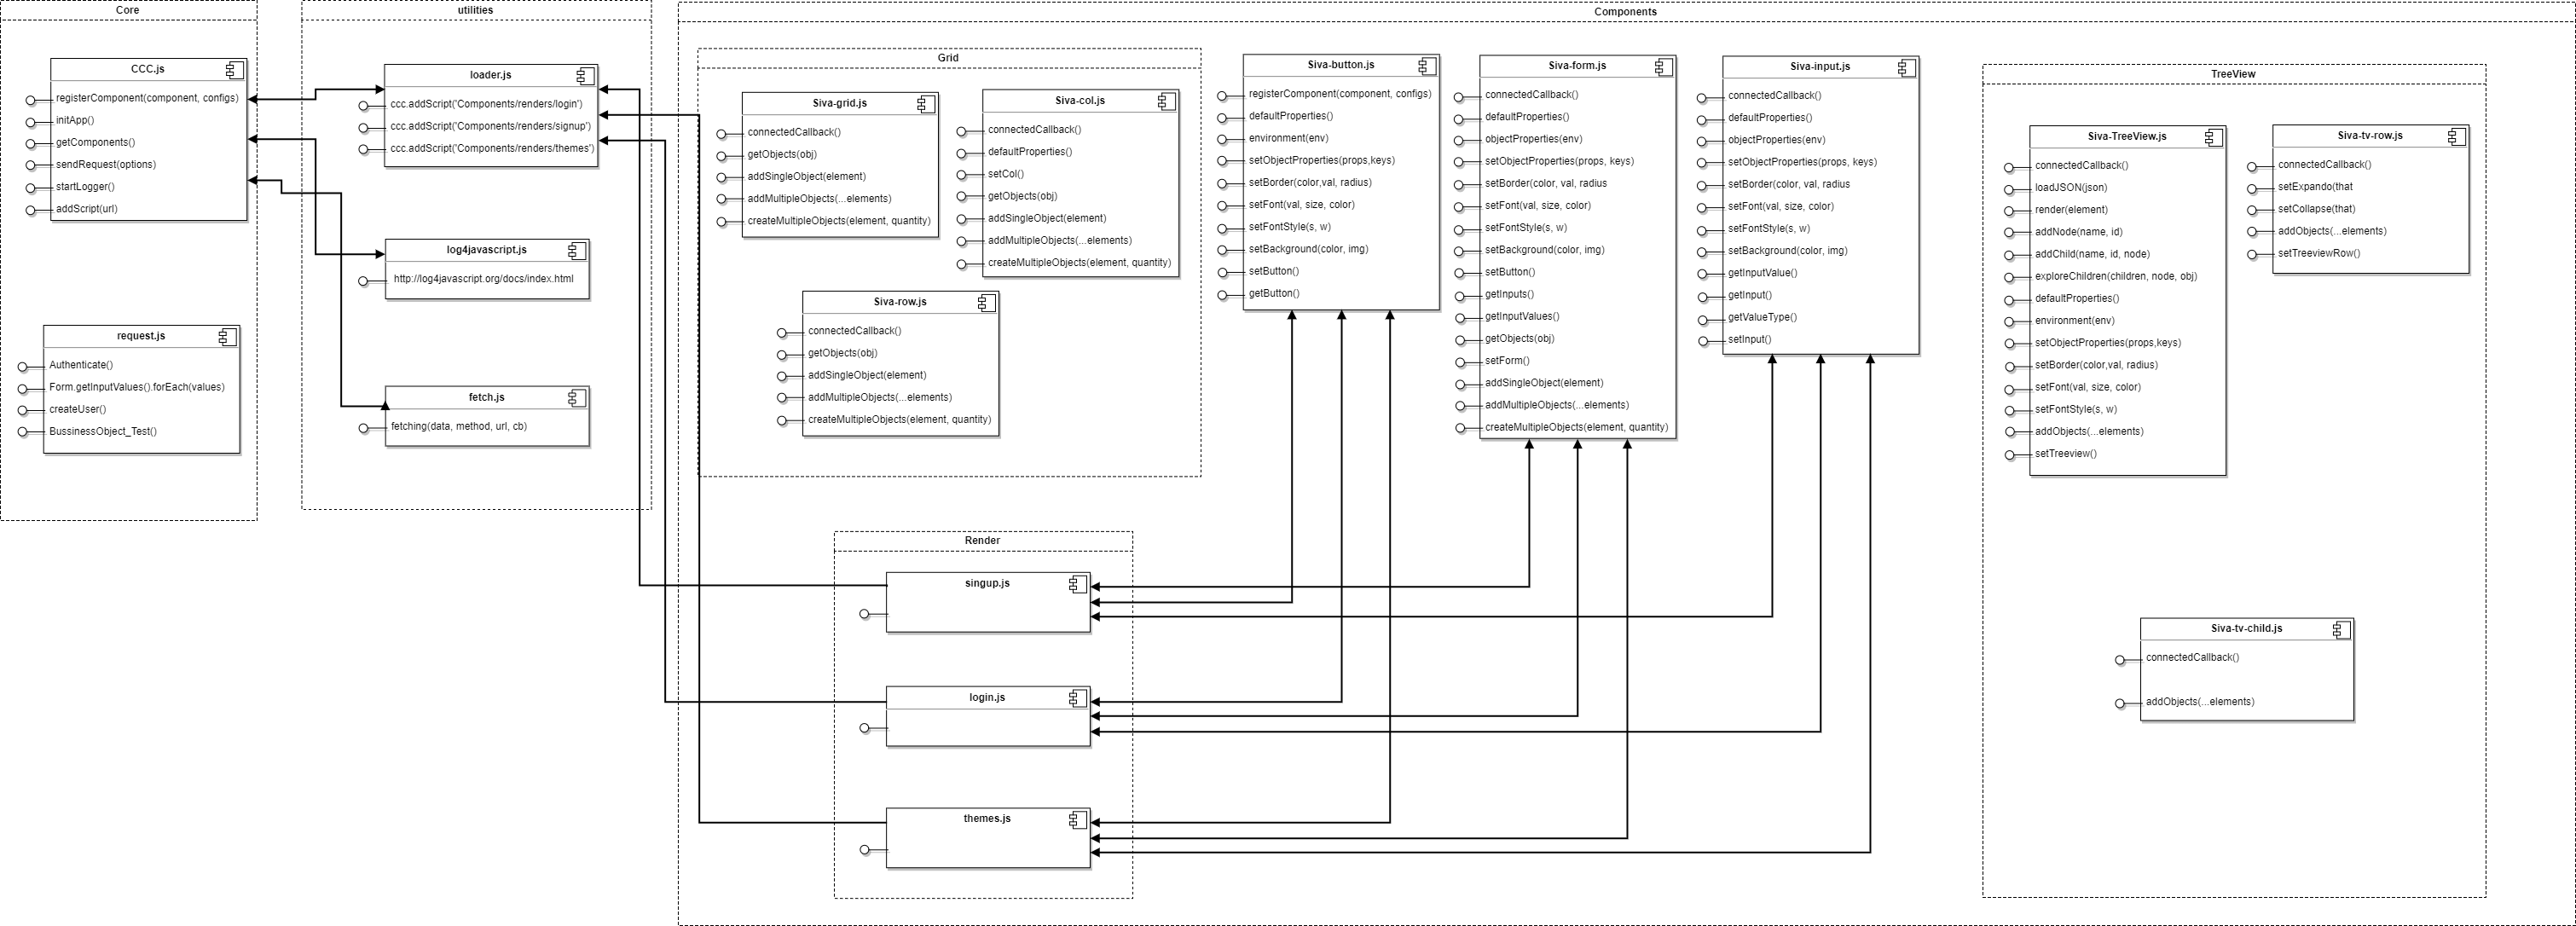 Core
CCC.js
registerComponent(component, configs)
initApp()
getComponents()
sendRequest(options)
startLogger()
addScript(url)
request.js
Authenticate()
Form.getInputValues().forEach(values)
createUser()
BussinessObject_Test()
utilities
loader.js
ccc.addScript('Components/renders/login')
ccc.addScript('Components/renders/signup')
ccc.addScript('Components/renders/themes')
log4javascript.js
http://log4javascript.org/docs/index.html
fetch.js
fetching(data, method, url, cb)
Components
Grid
Siva-grid.js
connectedCallback()
getObjects(obj)
addSingleObject(element)
addMultipleObjects(...elements)
createMultipleObjects(element, quantity)
Siva-col.js
connectedCallback()
defaultProperties()
setCol()
getObjects(obj)
addSingleObject(element)
addMultipleObjects(...elements)
createMultipleObjects(element, quantity)
Siva-row.js
connectedCallback()
getObjects(obj)
addSingleObject(element)
addMultipleObjects(...elements)
createMultipleObjects(element, quantity)
Siva-button.js
registerComponent(component, configs)
defaultProperties()
environment(env)
setObjectProperties(props,keys)
setBorder(color,val, radius)
setFont(val, size, color)
setFontStyle(s, w)
setBackground(color, img)
setButton()
getButton()
Siva-form.js
connectedCallback()
defaultProperties()
objectProperties(env)
setObjectProperties(props, keys)
setBorder(color, val, radius
setFont(val, size, color)
setFontStyle(s, w)
setBackground(color, img)
setButton()
getInputs()
getInputValues()
getObjects(obj)
setForm()
addSingleObject(element)
addMultipleObjects(...elements)
createMultipleObjects(element, quantity)
Siva-input.js
connectedCallback()
defaultProperties()
objectProperties(env)
setObjectProperties(props, keys)
setBorder(color, val, radius
setFont(val, size, color)
setFontStyle(s, w)
setBackground(color, img)
getInputValue()
getInput()
getValueType()
setInput()
TreeView
Siva-TreeView.js
connectedCallback()
loadJSON(json)
render(element)
addNode(name, id)
addChild(name, id, node)
exploreChildren(children, node, obj)
defaultProperties()
environment(env)
setObjectProperties(props,keys)
setBorder(color,val, radius)
setFont(val, size, color)
setFontStyle(s, w)
addObjects(...elements)
setTreeview()
Siva-tv-row.js
connectedCallback()
setExpando(that
setCollapse(that)
addObjects(...elements)
setTreeviewRow()
Siva-tv-child.js
connectedCallback()
addObjects(...elements)
Render
singup.js
login.js
themes.js